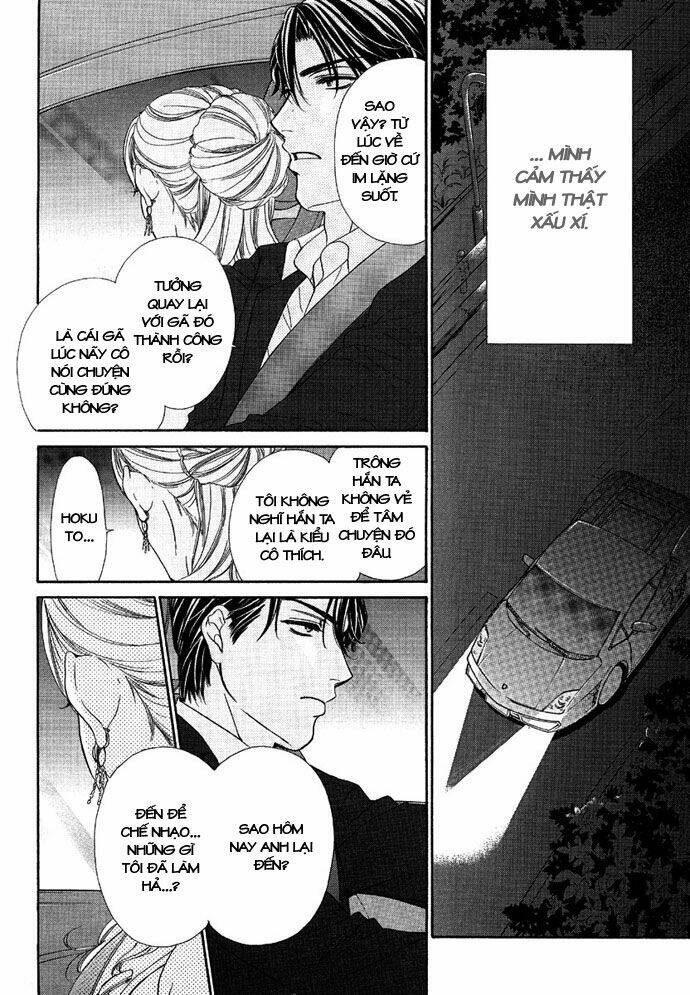 ... MÌNH
CẢM THẤY
MÌNH THẬT
XẤU XÍ.
SAO
VẬY? TỪ
LÚC VỀ
ĐẾN GIỜ CỨ
IM LẶNG
SUỐT.
TƯỞNG
QUAY LẠI
VỚI GÃ ĐÓ
THÀNH CÔNG
RỒI?
LÀ CÁI GÃ
LÚC NÃY CÔ
NÓI CHUYỆN
CÙNG ĐÚNG
KHÔNG?
TRÔNG
HẮN TA
KHÔNG VẺ
ĐỂ TÂM
CHUYỆN ĐÓ
ĐÂU.
TÔI KHÔNG
NGHĨ HẮN TA
LẠI LÀ KIỂU
CÔ THÍCH.
HOKU
TO...
SAO HÔM
NAY ANH LẠI
ĐẾN?
ĐẾN ĐỂ
CHẾ NHẠO...
NHỮNG GÌ
TÔI ĐÃ LÀM
HẢ...?